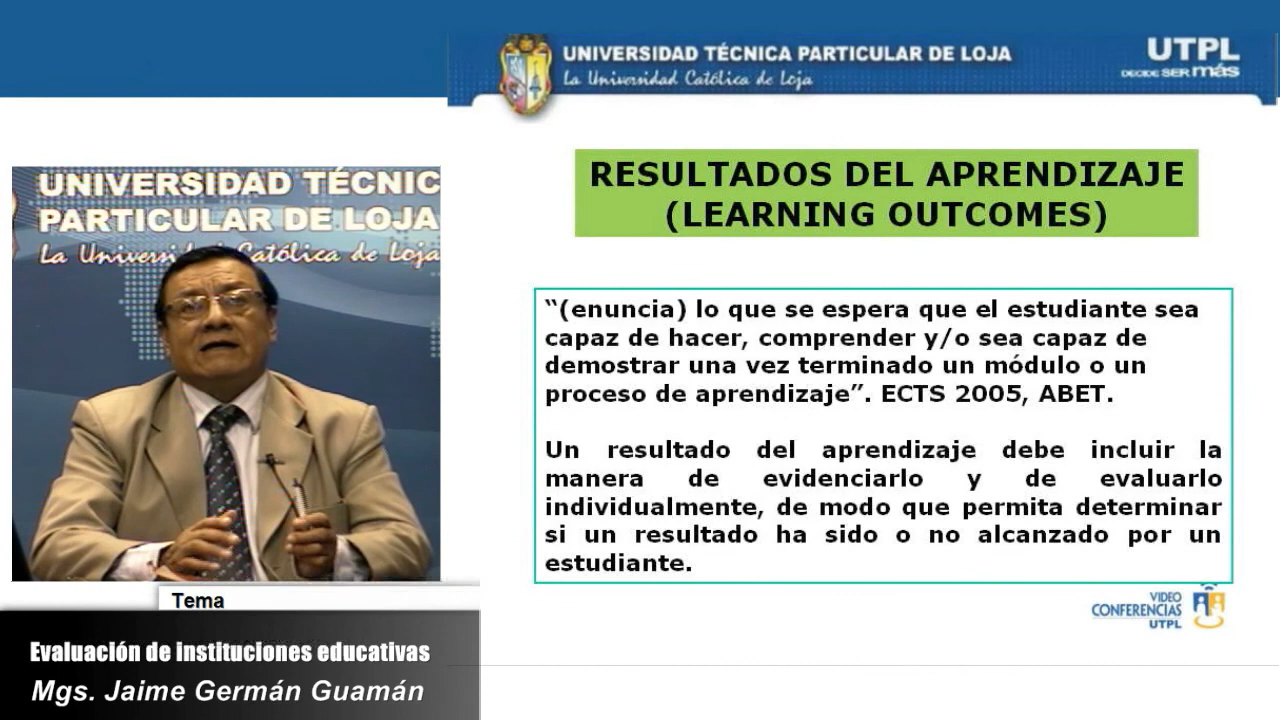 UNIVERSIDAD TÉCNICA PARTICULAR DE LOJA
La Universidad Católica de Loja
UTPL
DECIDE SER más
UNIVERSIDAD TÉCNIC
PARTICULAR DE LOJA
La Universi Católica de Loja
RESULTADOS DEL APRENDIZAJE
(LEARNING OUTCOMES)
“(enuncia) lo que se espera que el estudiante sea
capaz de hacer, comprender y/o sea capaz de
demostrar una vez terminado un módulo o un
proceso de aprendizaje”. ECTS 2005, ABET.
Un resultado del aprendizaje debe incluir la
manera de evidenciarlo y de evaluarlo
individualmente, de modo que permita determinar
si un resultado ha sido o no alcanzado por un
estudiante.
VIDEO
CONFERENCIAS
UTPL
Tema
Evaluación de instituciones educativas
Mgs. Jaime Germán Guamán